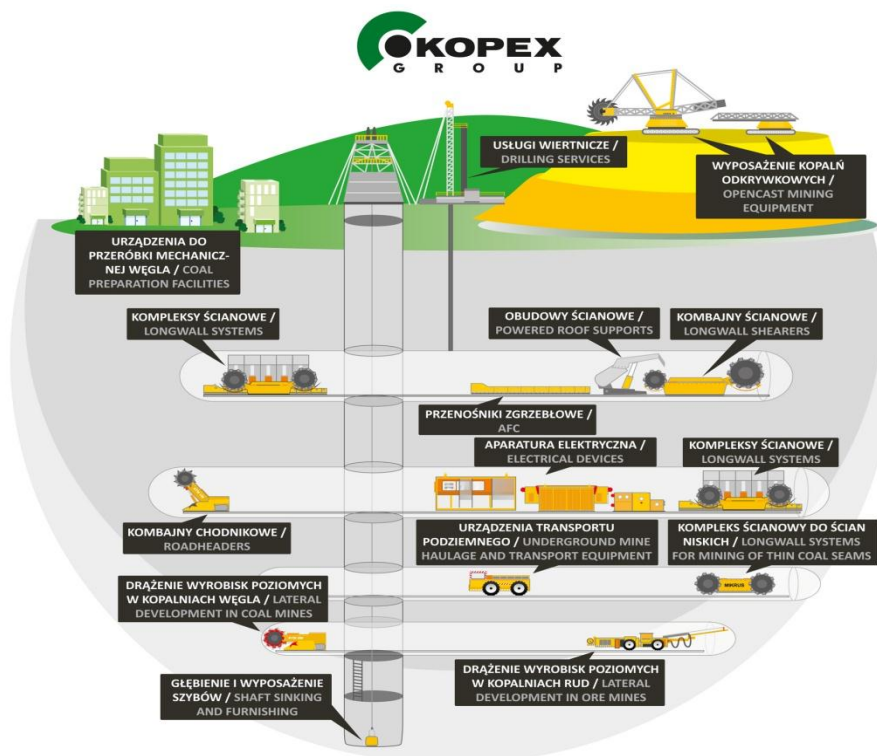 KOPEX
GROUP
USŁUGI WIERTNICZE /
DRILLING SERVICES
WYPOSAŻENIE KOPALŃ
ODKRYWKOWYCH /
OPENCAST MINING
EQUIPMENT
URZĄDZENIA DO
PRZERÓBKI MECHANICZ-
NEJ WĘGLA / COAL
PREPARATION FACILITIES
KOMPLEKSY ŚCIANOWE /
LONGWALL SYSTEMS
OBUDOWY ŚCIANOWE /
POWERED ROOF SUPPORTS
KOMBAJNY ŚCIANOWE /
LONGWALL SHEARERS
PRZENOŚNIKI ZGRZEBŁOWE /
AFC
APARATURA ELEKTRYCZNA /
ELECTRICAL DEVICES
KOMPLEKSY ŚCIANOWE /
LONGWALL SYSTEMS
KOMBAJNY CHODNIKOWE /
ROADHEADERS
URZĄDZENIA TRANSPORTU
PODZIEMNEGO / UNDERGROUND MINE
HAULAGE AND TRANSPORT EQUIPMENT
KOMPLEKS ŚCIANOWY DO ŚCIAN
NISKICH / LONGWALL SYSTEMS
FOR MINING OF THIN COAL SEAMS
MIKRUS
DRĄŻENIE WYROBISK POZIOMYCH
W KOPALNIACH WĘGLA / LATERAL
DEVELOPMENT IN COAL MINES
DRĄŻENIE WYROBISK POZIOMYCH
W KOPALNIACH RUD / LATERAL
DEVELOPMENT IN ORE MINES
GŁĘBIENIE I WYPOSAŻENIE
SZYBÓW / SHAFT SINKING
AND FURNISHING